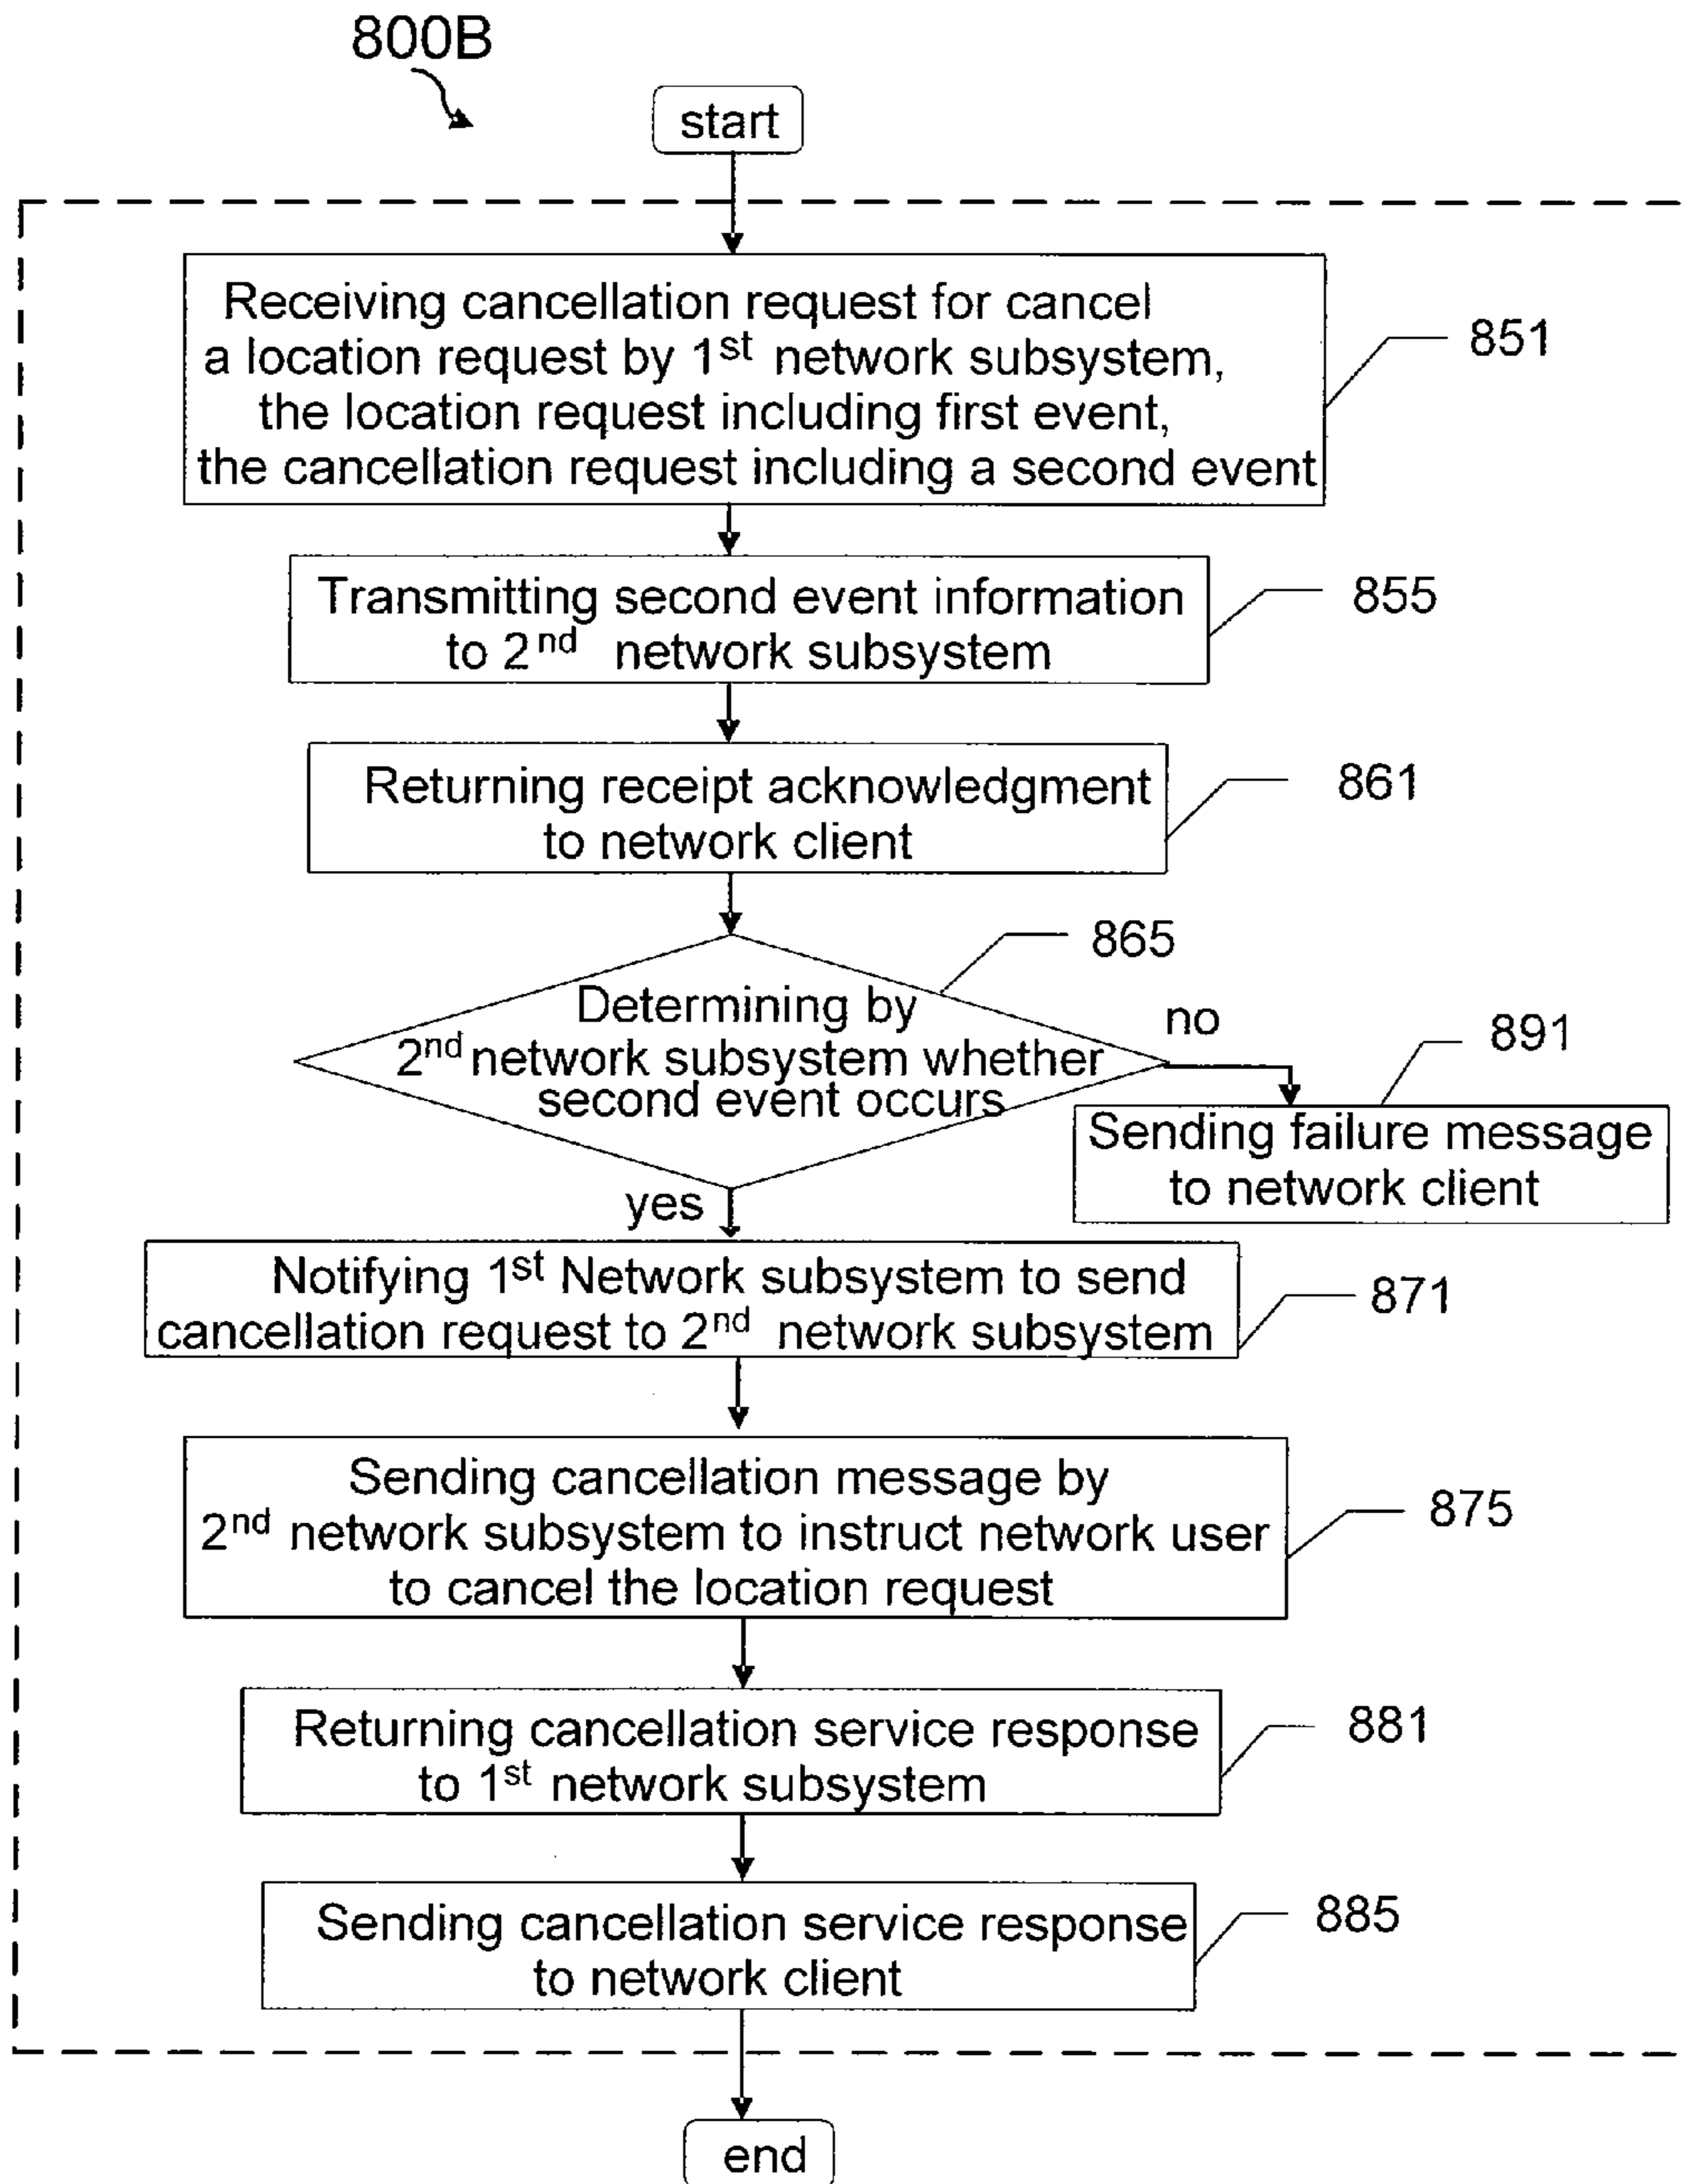 800B
start
Receiving cancellation request for cancel
a location request by 1st network subsystem,
the location request including first event,
the cancellation request including a second event
851
Transmitting second event information
to 2nd network subsystem
855
Returning receipt acknowledgment
to network client
861
865
Determining by
2nd network subsystem whether
second event occurs
no
891
Sending failure message
to network client
yes
Notifying 1st Network subsystem to send
cancellation request to 2nd network subsystem
871
Sending cancellation message by
2nd network subsystem to instruct network user
to cancel the location request
875
Returning cancellation service response
to 1st network subsystem
881
Sending cancellation service response
to network client
885
end